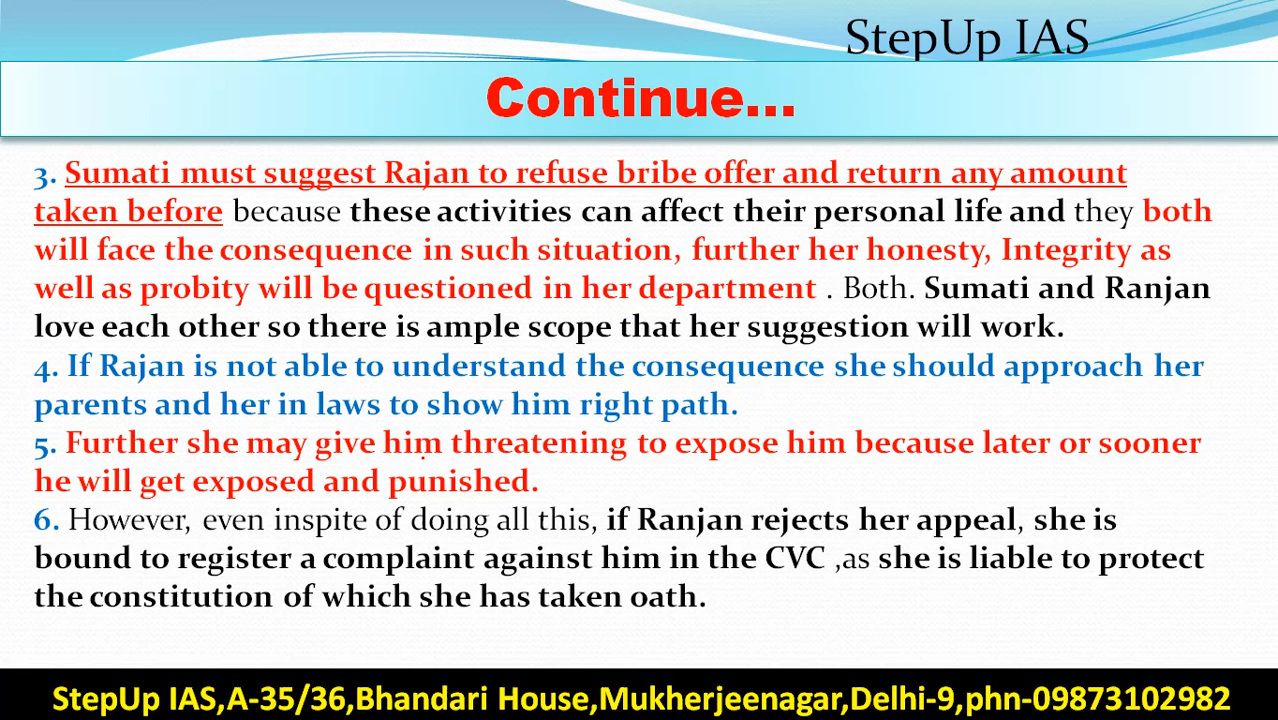 StepUp IAS
Continue...
3. Sumati must suggest Rajan to refuse bribe offer and return any amount
taken before because these activities can affect their personal life and they both
will face the consequence in such situation, further her honesty, Integrity as
well as probity will be questioned in her department . Both. Sumati and Ranjan
love each other so there is ample scope that her suggestion will work.
4. If Rajan is not able to understand the consequence she should approach her
parents and her in laws to show him right path.
5. Further she may give him threatening to expose him because later or sooner
he will get exposed and punished.
6. However, even inspite of doing all this, if Ranjan rejects her appeal, she is
bound to register a complaint against him in the CVC ,as she is liable to protect
the constitution of which she has taken oath.
StepUp IAS,A-35/36,Bhandari House,Mukherjeenagar,Delhi-9,phn-09873102982